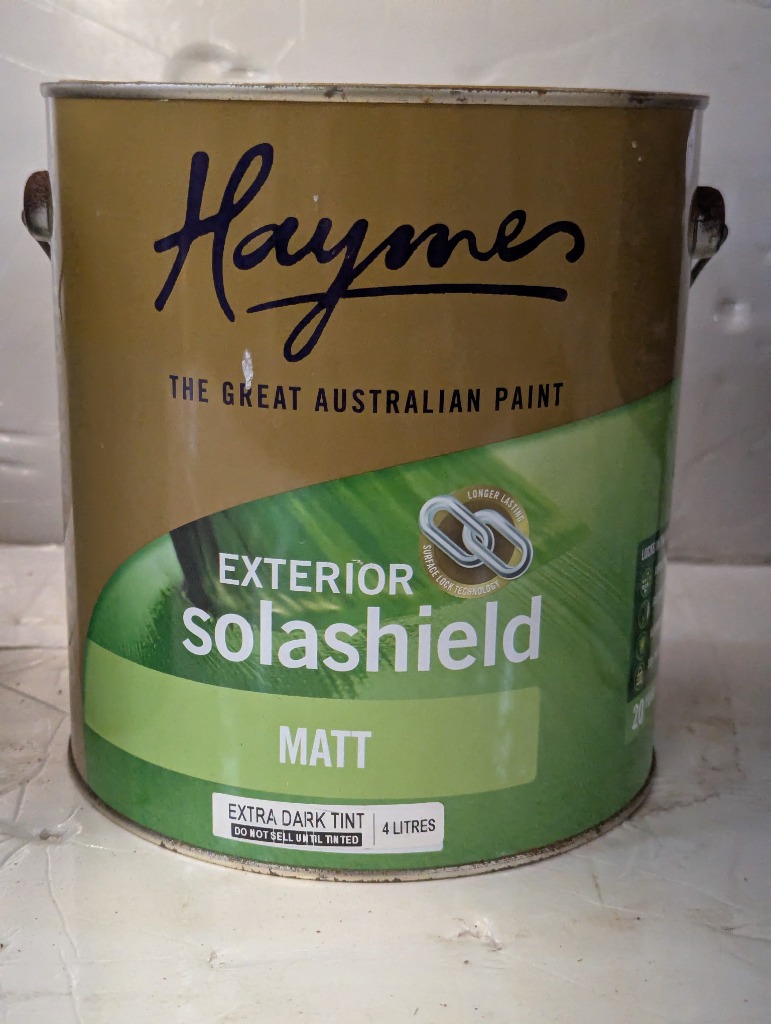 Haymes
THE GREAT AUSTRALIAN PAINT
LONGER LASTING
SURFACE LOCK TECHNOLOGY
EXTERIOR
solashield
MATT
EXTRA DARK TINT
DO NOT SELL UNTIL TINTED
4 LITRES
20